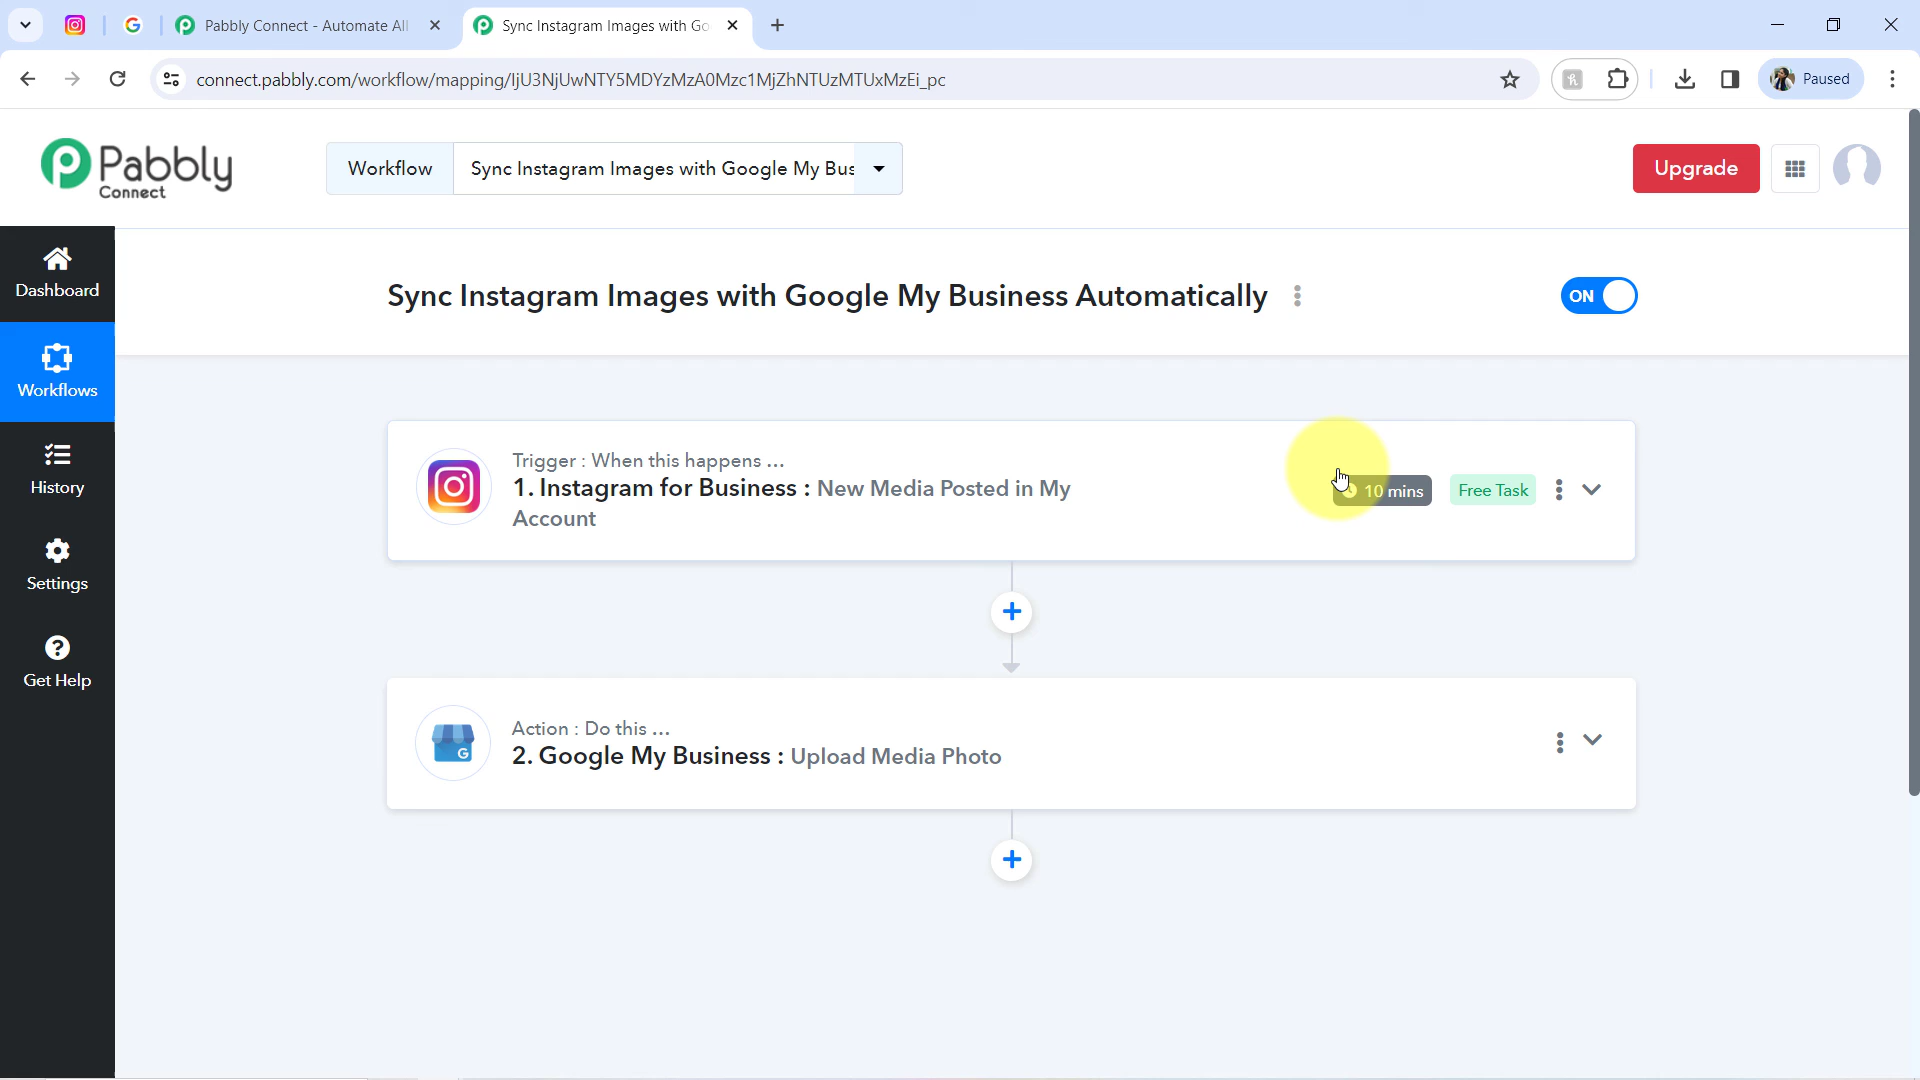 Pabbly Connect - Automate All
Sync Instagram Images with Go
connect.pabbly.com/workflow/mapping/IjU3NjUwNTY5MDYzMzA0Mzc1MjZhNTUzMTUxMzEi_pc
Paused
Pabbly
Connect
Workflow
Sync Instagram Images with Google My Bus
Upgrade
Dashboard
Workflows
History
Settings
Get Help
Sync Instagram Images with Google My Business Automatically
ON
Trigger : When this happens ...
1. Instagram for Business : New Media Posted in My
Account
10 mins
Free Task
Action : Do this ...
2. Google My Business : Upload Media Photo